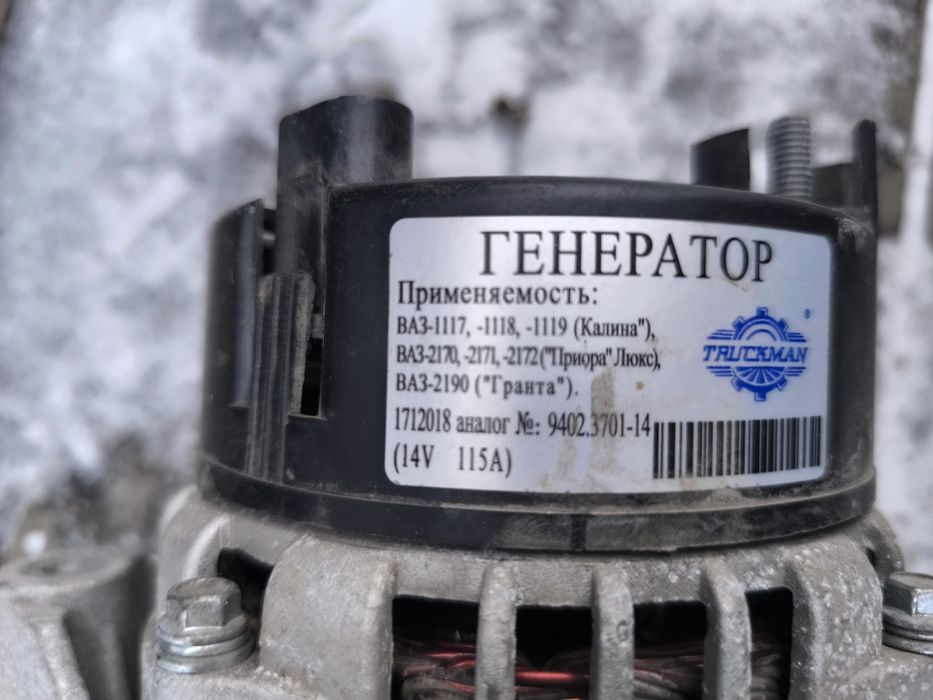 ГЕНЕРАТОР
Применяемость:
ВАЗ-1117, -1118, -1119 (Калина"),
ВАЗ-2170, -2171, -2172 ("Приора" Люкс),
ВАЗ-2190 ("Гранта").
1712018 аналог №: 9402.3701-14
(14V 115A)
TRUCKMAN
®